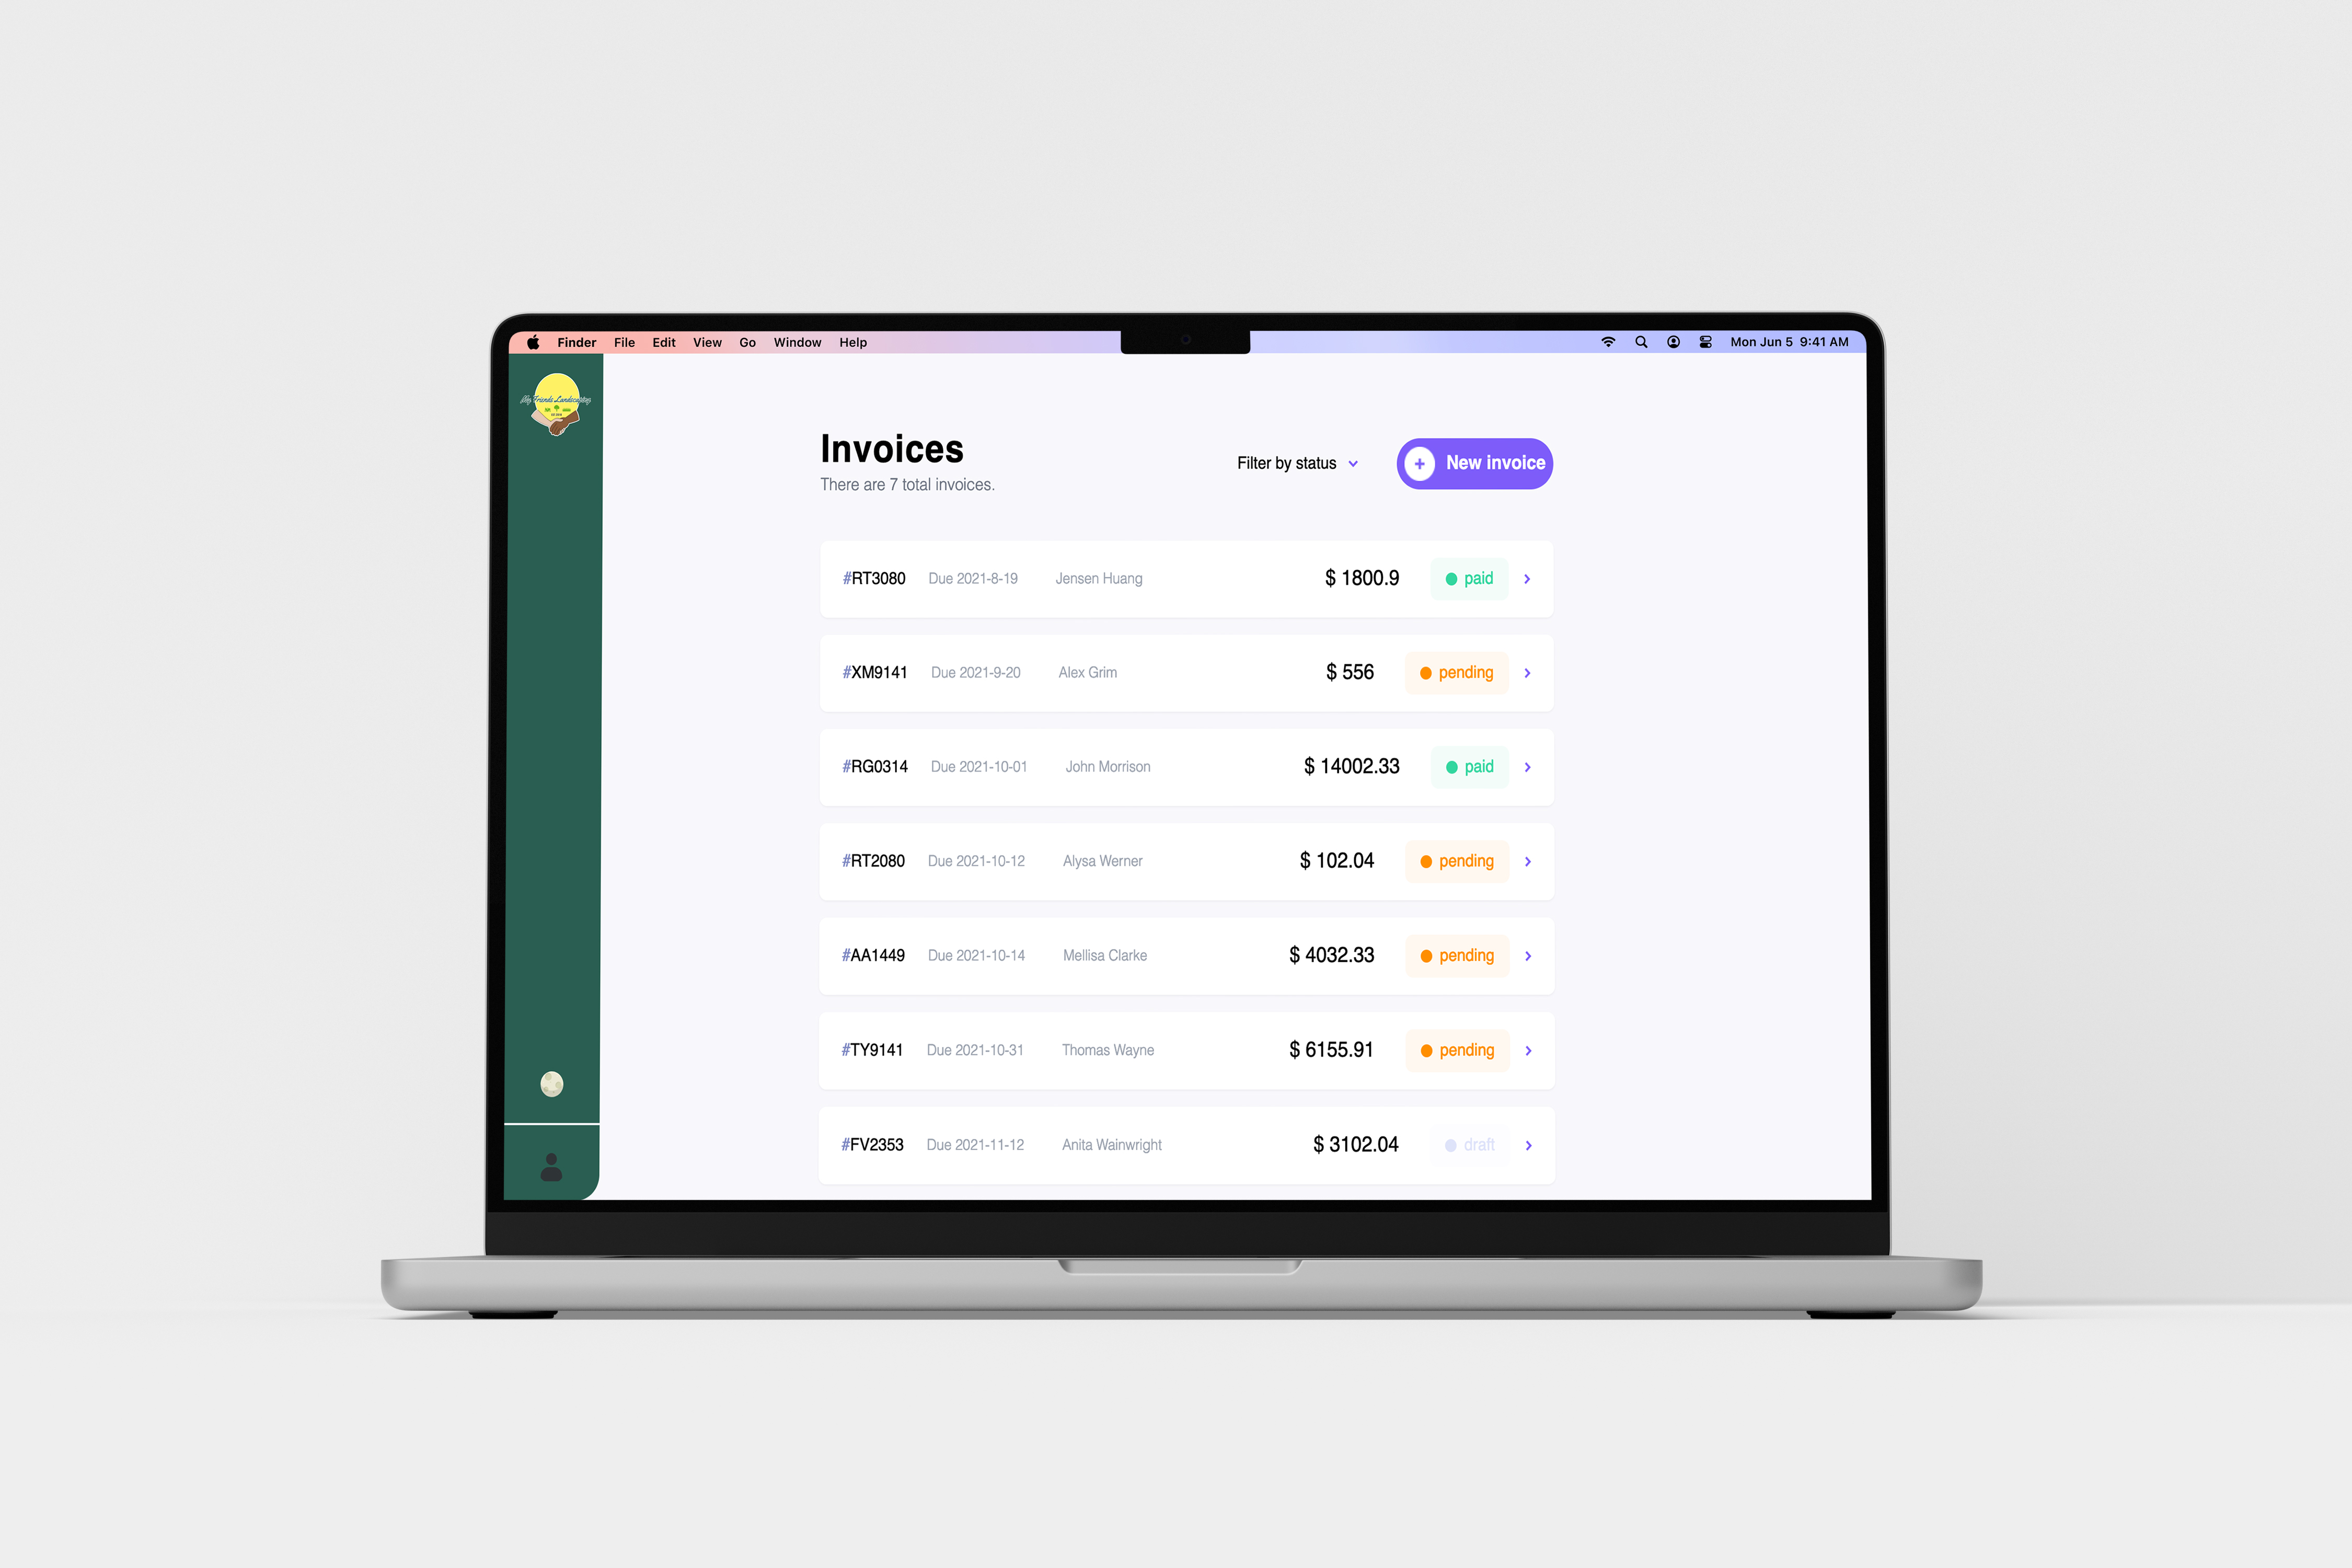 Finder File Edit View Go Window Help Mon Jun 5 9:41 AM
My Friends Landscaping
Invoices
There are 7 total invoices.
Filter by status
New invoice
#RT3080 Due 2021-8-19 Jensen Huang $ 1800.9 paid
#XM9141 Due 2021-9-20 Alex Grim $ 556 pending
#RG0314 Due 2021-10-01 John Morrison $ 14002.33 paid
#RT2080 Due 2021-10-12 Alysa Werner $ 102.04 pending
#AA1449 Due 2021-10-14 Mellisa Clarke $ 4032.33 pending
#TY9141 Due 2021-10-31 Thomas Wayne $ 6155.91 pending
#FV2353 Due 2021-11-12 Anita Wainwright $ 3102.04 draft